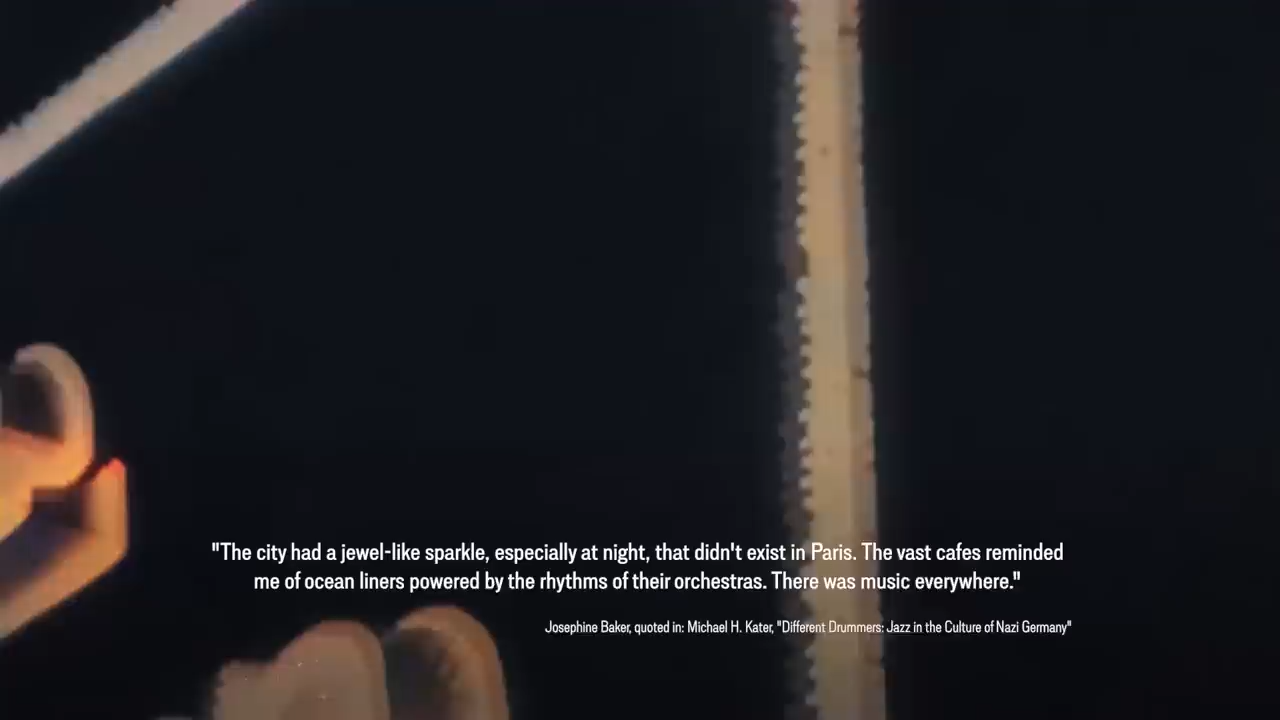 "The city had a jewel-like sparkle, especially at night, that didn't exist in Paris. The vast cafes reminded
me of ocean liners powered by the rhythms of their orchestras. There was music everywhere."
Josephine Baker, quoted in: Michael H. Kater, "Different Drummers: Jazz in the Culture of Nazi Germany"